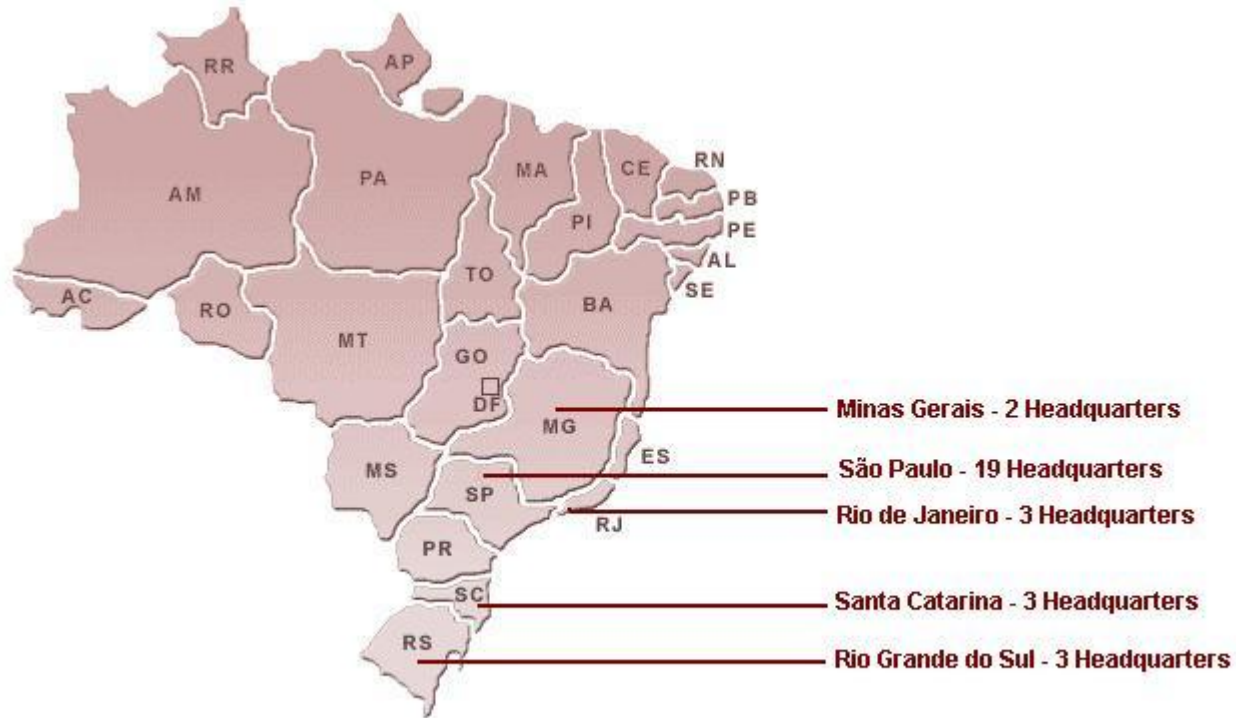 RR
AP
AM
PA
MA
CE
RN
PB
PI
PE
AL
SE
TO
AC
RO
BA
MT
GO
DF
Minas Gerais - 2 Headquarters
MG
ES
MS
São Paulo - 19 Headquarters
SP
Rio de Janeiro - 3 Headquarters
RJ
PR
SC
Santa Catarina - 3 Headquarters
RS
Rio Grande do Sul - 3 Headquarters